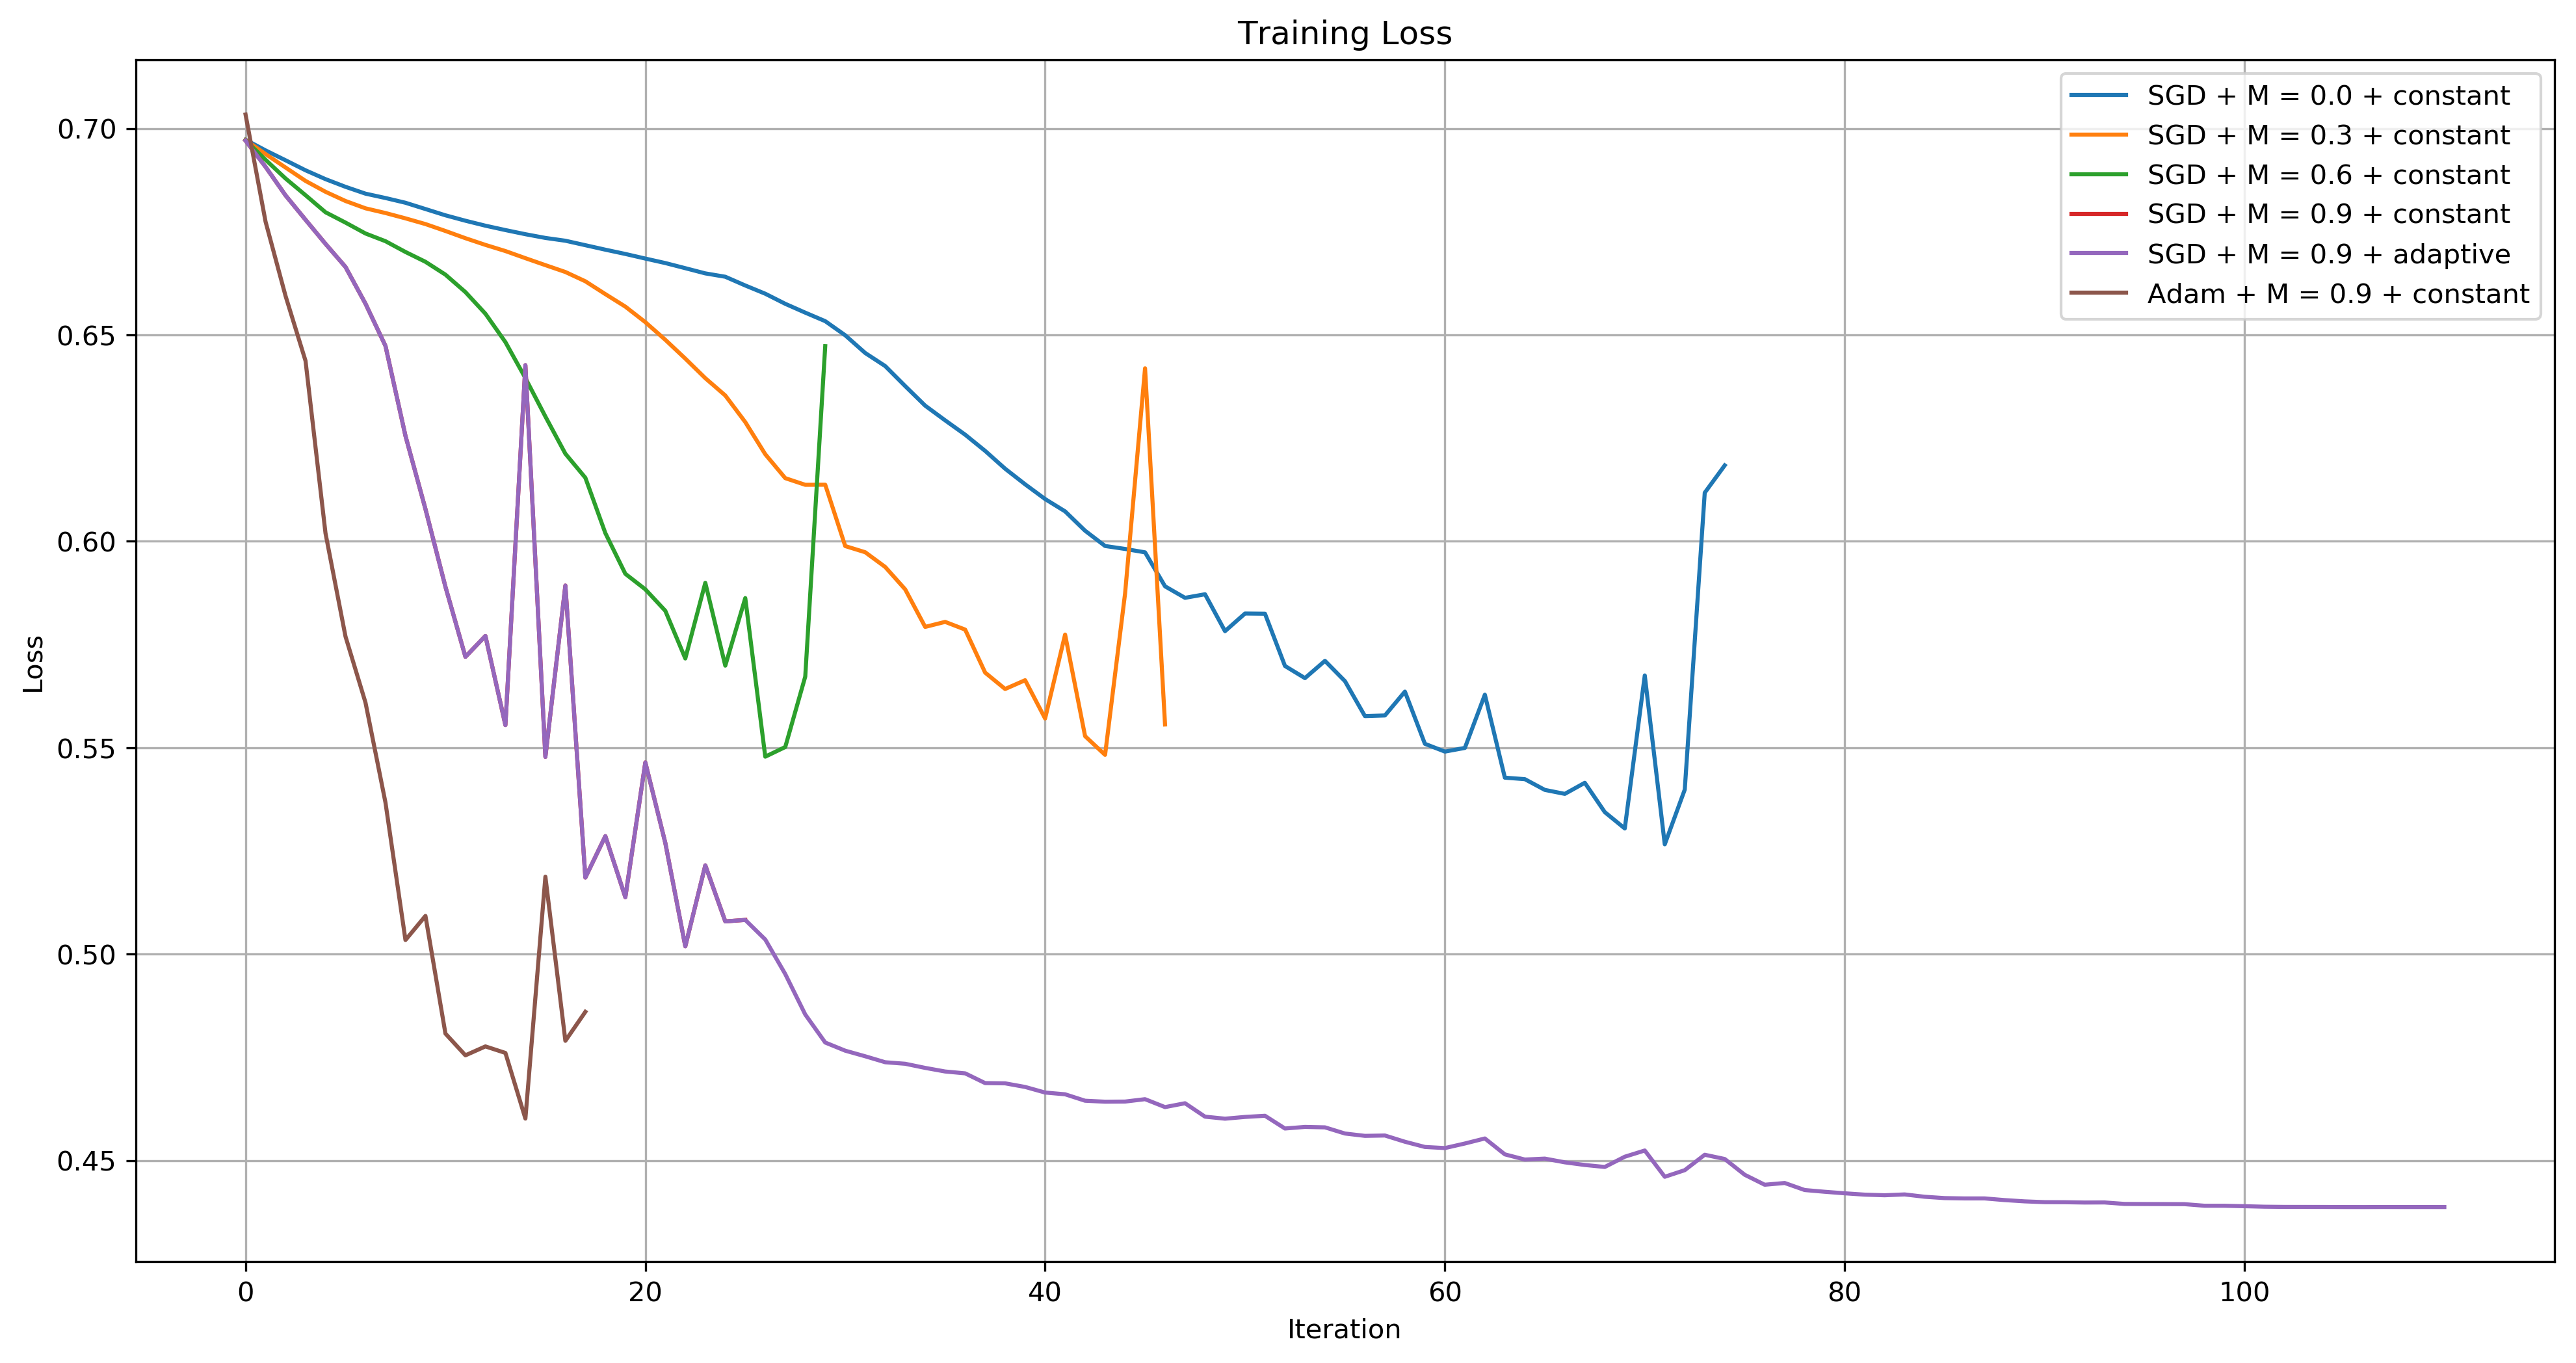 Training Loss
SGD + M = 0.0 + constant
SGD + M = 0.3 + constant
SGD + M = 0.6 + constant
SGD + M = 0.9 + constant
SGD + M = 0.9 + adaptive
Adam + M = 0.9 + constant
0.70
0.65
0.60
0.55
0.50
0.45
Loss
0 20 40 60 80 100
Iteration